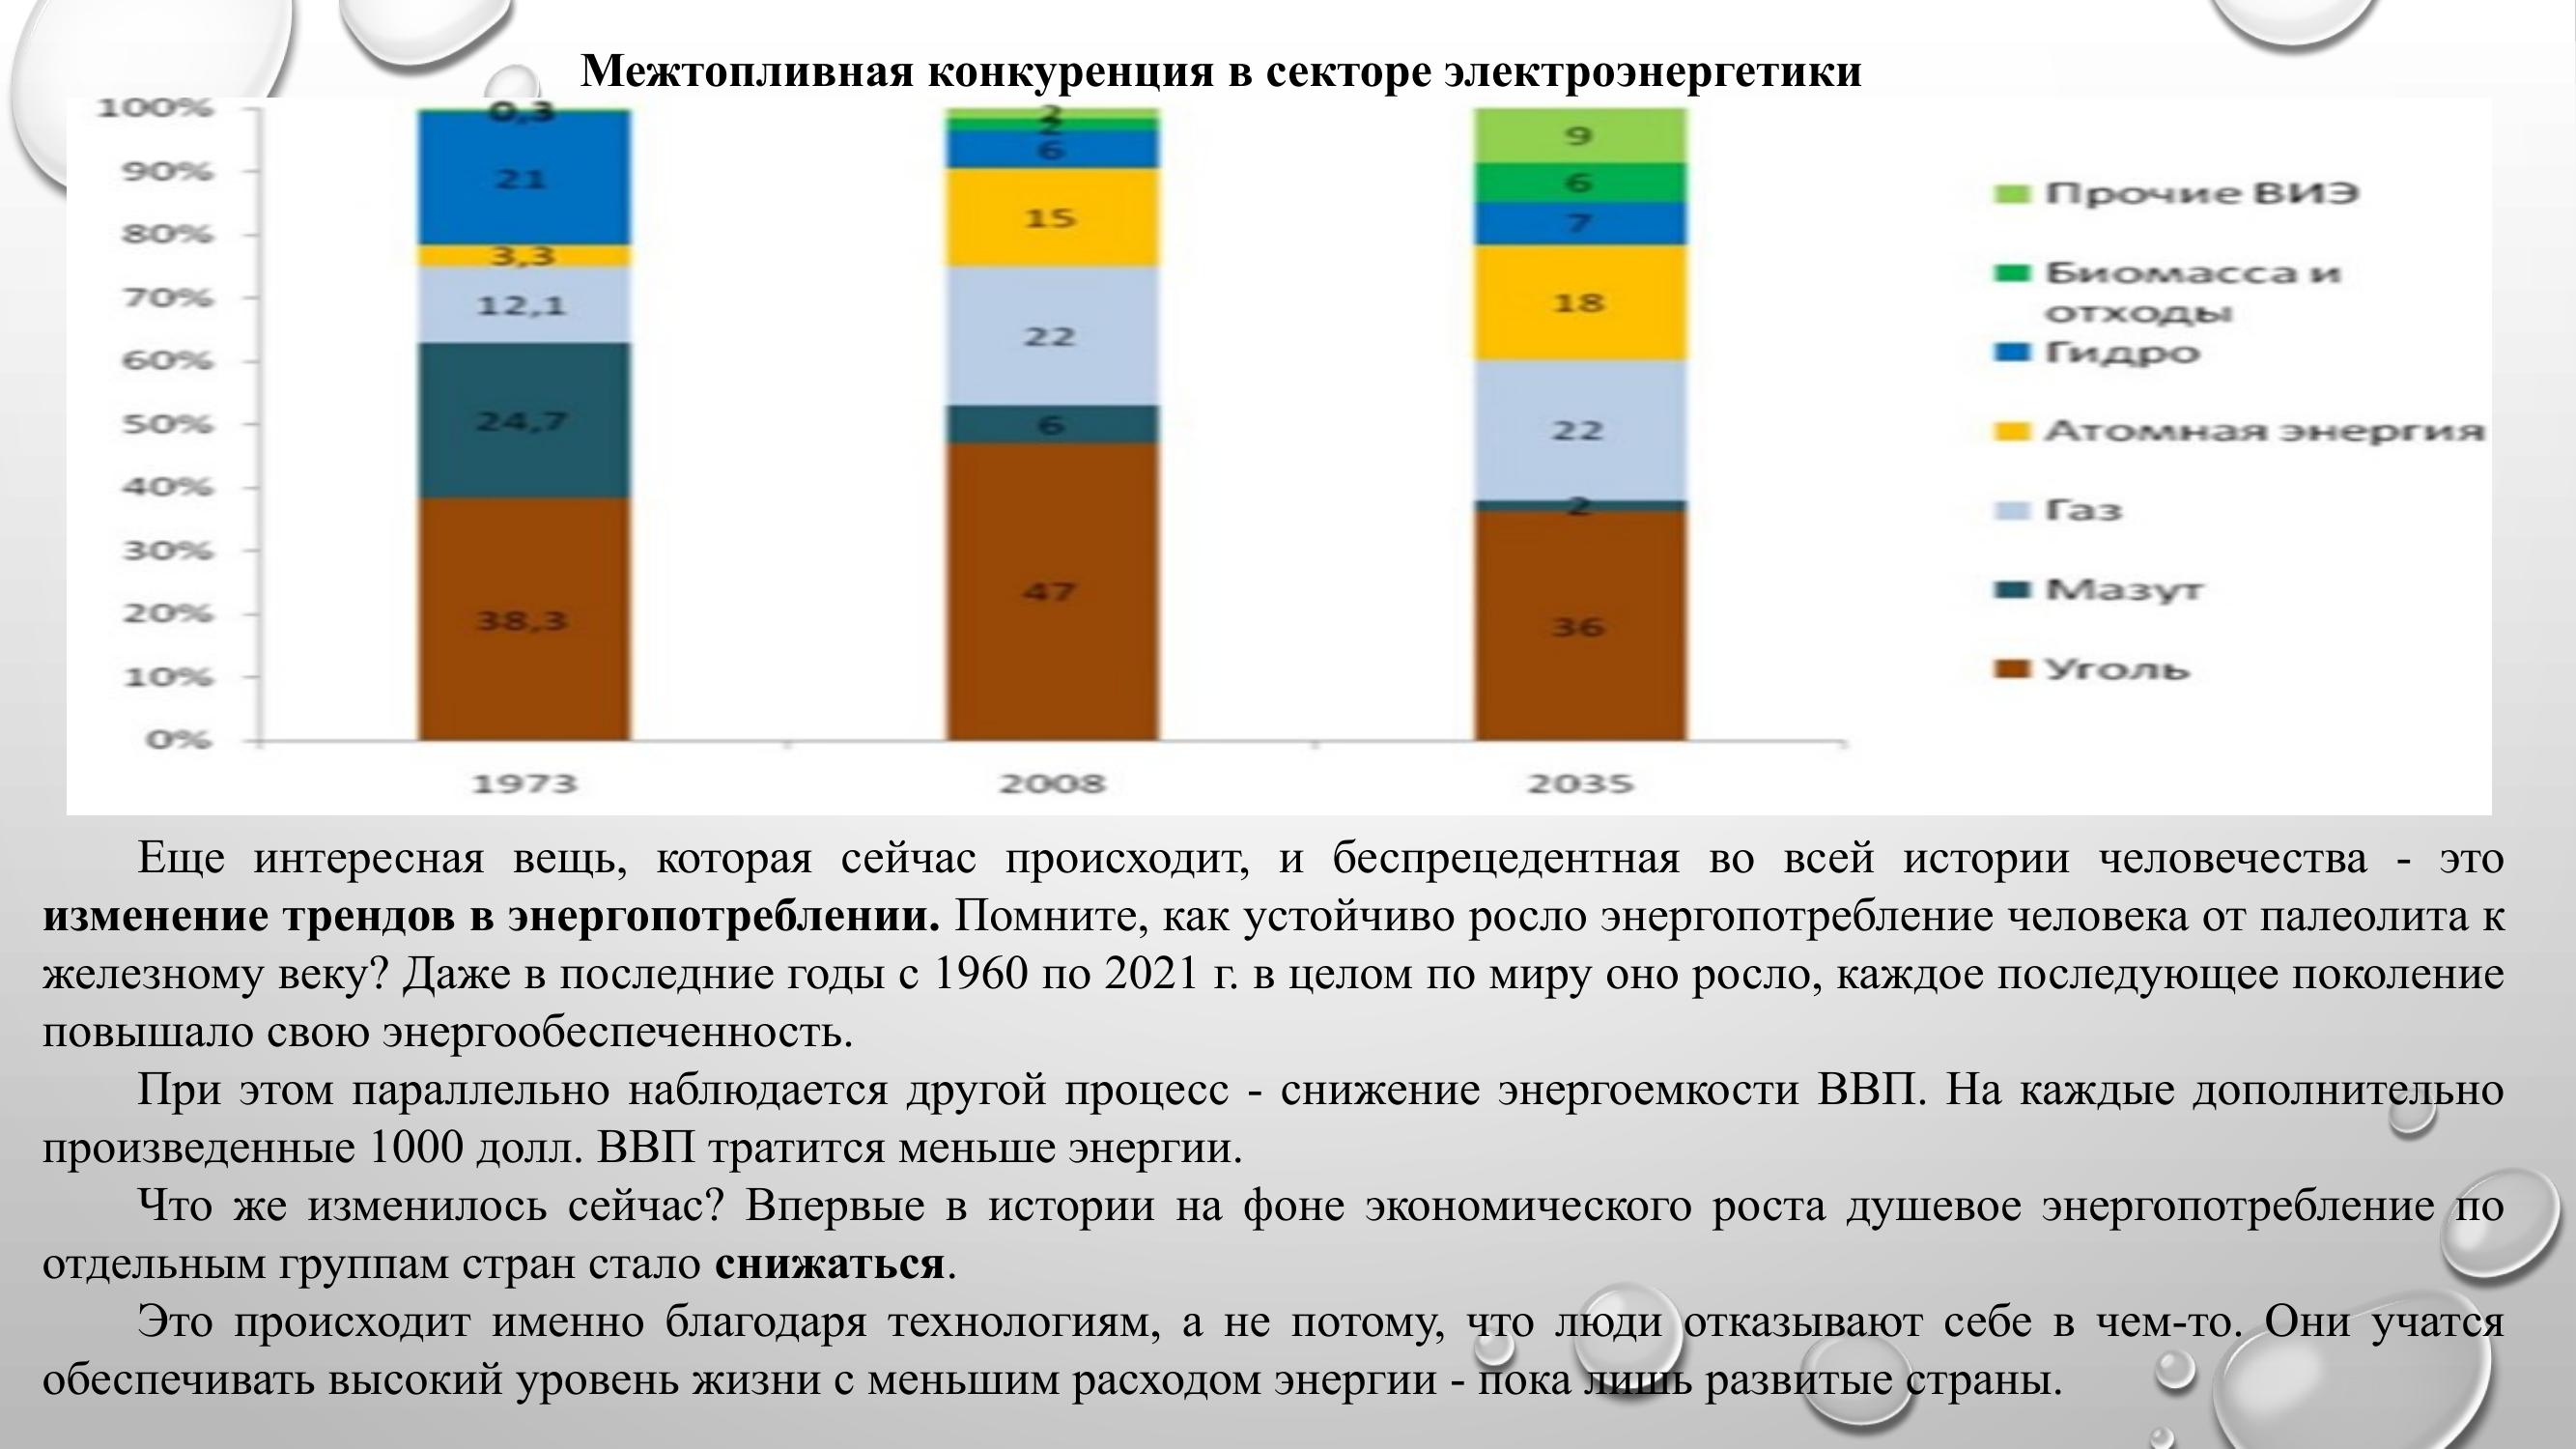 Межтопливная конкуренция в секторе электроэнергетики
100%
90%
80%
70%
60%
50%
40%
30%
20%
10%
0%
0,3
21
3,3
12,1
24,7
38,3
2
2
6
15
22
6
47
9
6
7
18
22
2
36
1973
2008
2035
Прочие ВИЭ
Биомасса и
отходы
Гидро
Атомная энергия
Газ
Мазут
Уголь
Еще интересная вещь, которая сейчас происходит, и беспрецедентная во всей истории человечества - это
изменение трендов в энергопотреблении. Помните, как устойчиво росло энергопотребление человека от палеолита к
железному веку? Даже в последние годы с 1960 по 2021 г. в целом по миру оно росло, каждое последующее поколение
повышало свою энергообеспеченность.
При этом параллельно наблюдается другой процесс - снижение энергоемкости ВВП. На каждые дополнительно
произведенные 1000 долл. ВВП тратится меньше энергии.
Что же изменилось сейчас? Впервые в истории на фоне экономического роста душевое энергопотребление по
отдельным группам стран стало снижаться.
Это происходит именно благодаря технологиям, а не потому, что люди отказывают себе в чем-то. Они учатся
обеспечивать высокий уровень жизни с меньшим расходом энергии - пока лишь развитые страны.